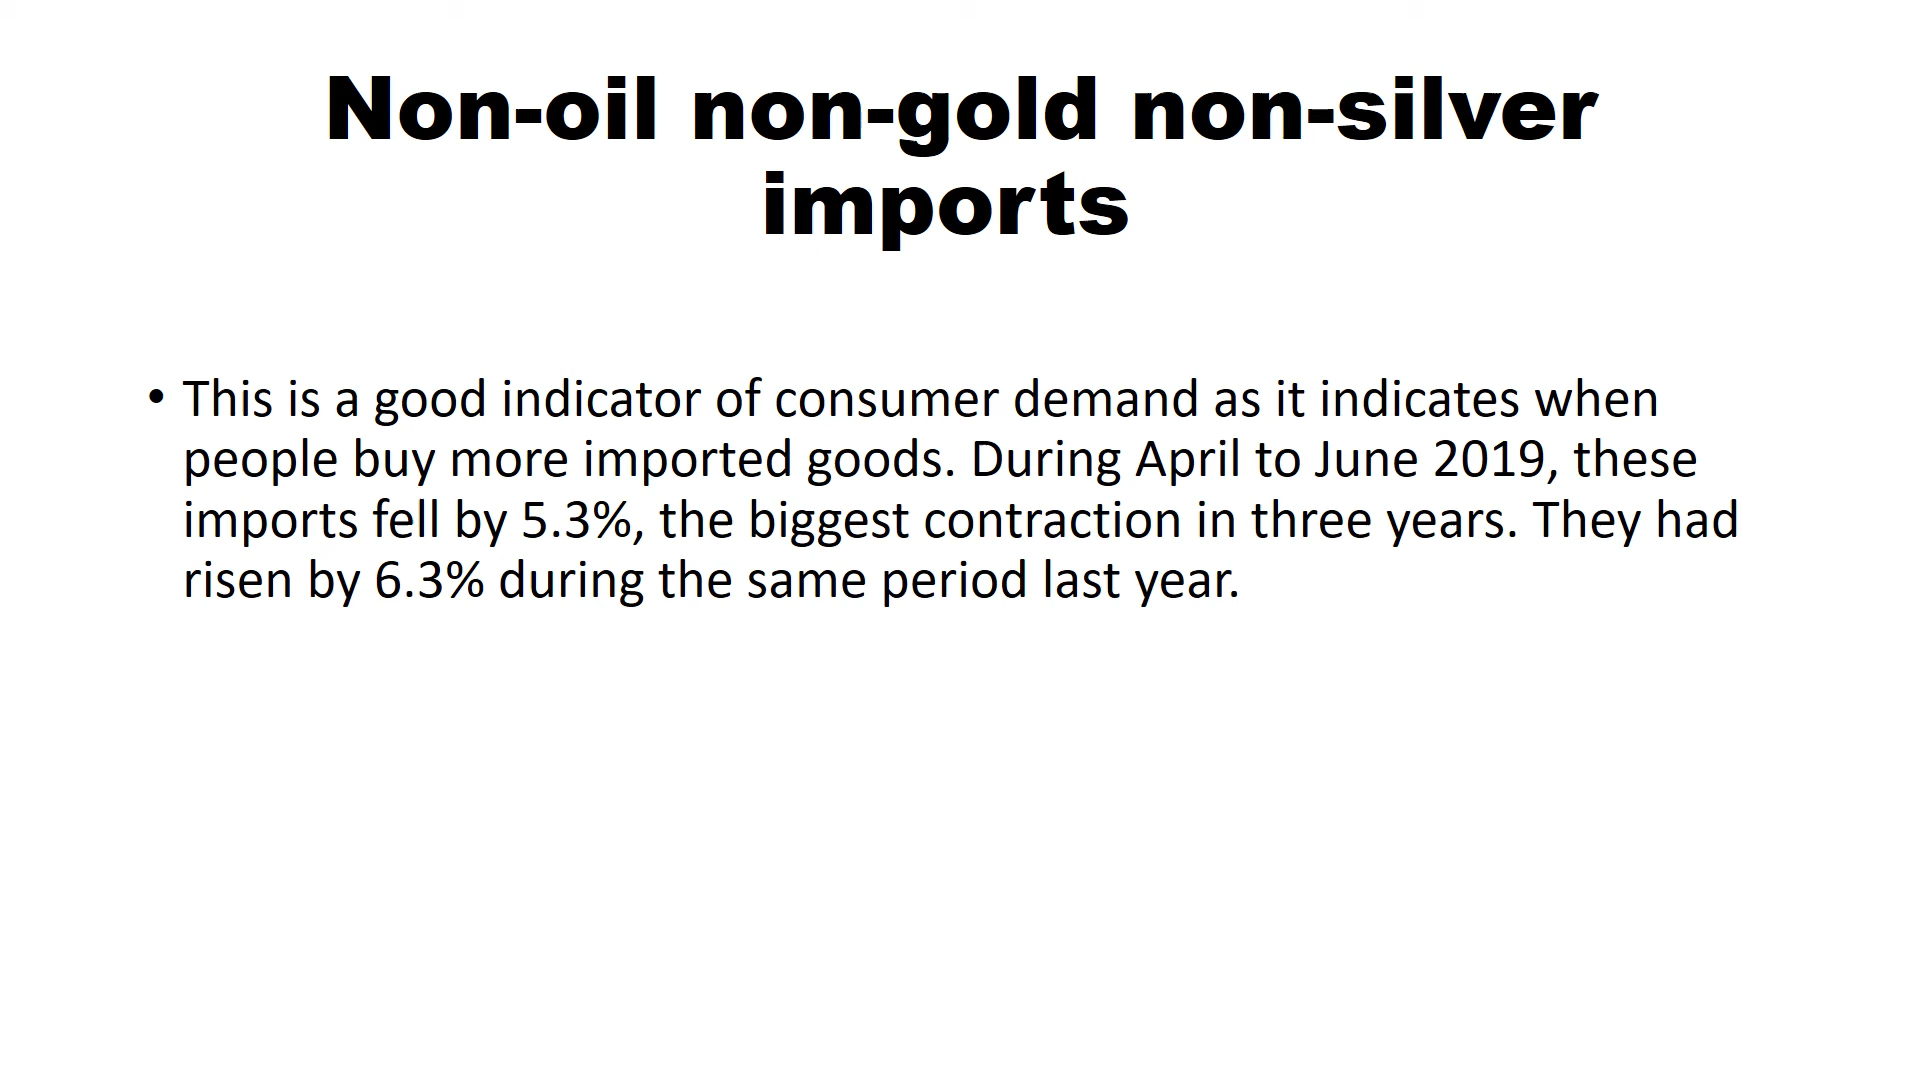 Non-oil non-gold non-silver
imports
• This is a good indicator of consumer demand as it indicates when
people buy more imported goods. During April to June 2019, these
imports fell by 5.3%, the biggest contraction in three years. They had
risen by 6.3% during the same period last year.